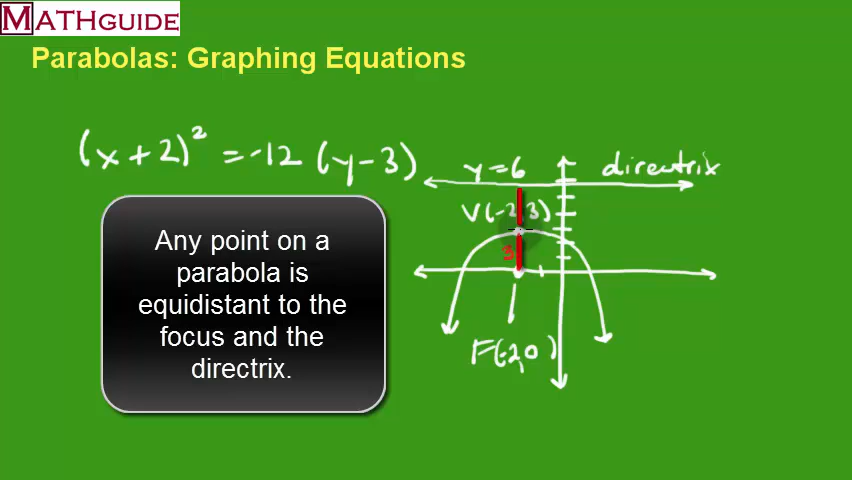 MATHGUIDE
Parabolas: Graphing Equations
(x + 2)² = -12 (y - 3)
y = 6
directrix
V(-2,3)
3
F(-2,0)
Any point on a
parabola is
equidistant to the
focus and the
directrix.